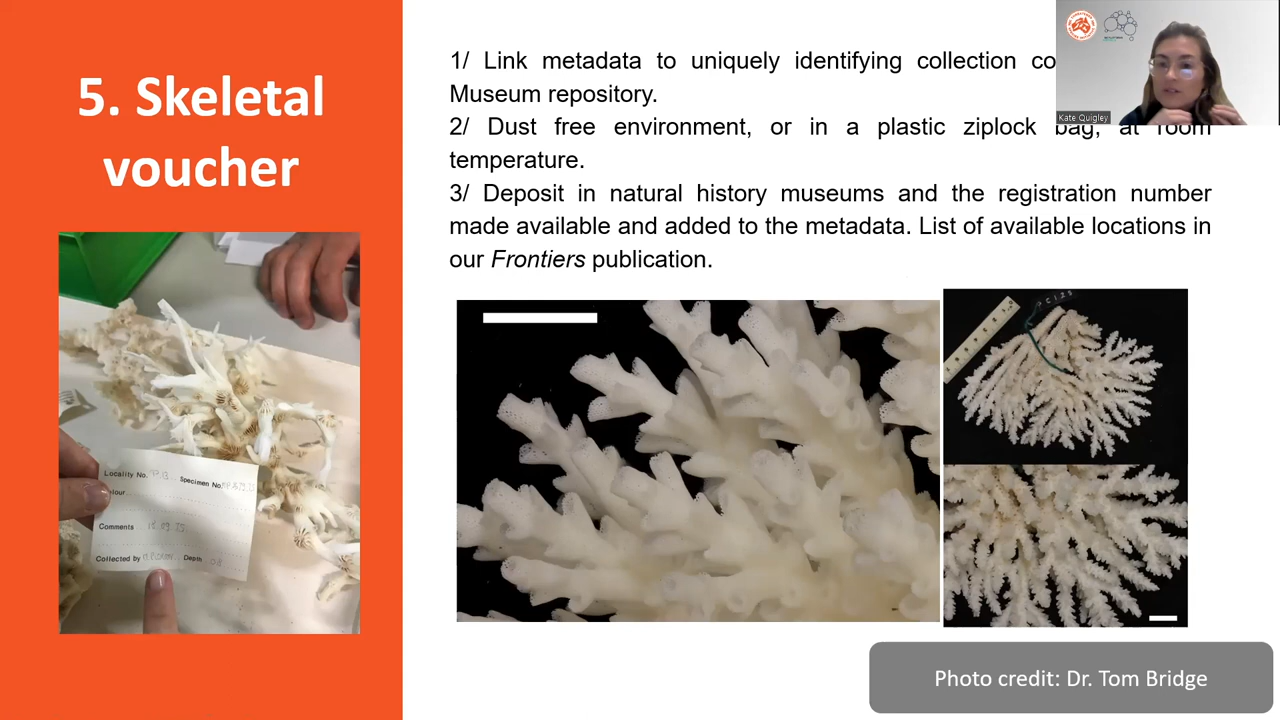 5. Skeletal
voucher
1/ Link metadata to uniquely identifying collection
Museum repository.
2/ Dust free environment, or in a plastic ziplock bag, at room
temperature.
3/ Deposit in natural history museums and the registration number
made available and added to the metadata. List of available locations in
our Frontiers publication.
Kate Quigley
Locality No.
Specimen No.
Comments
Collected by
Depth
Photo credit: Dr. Tom Bridge